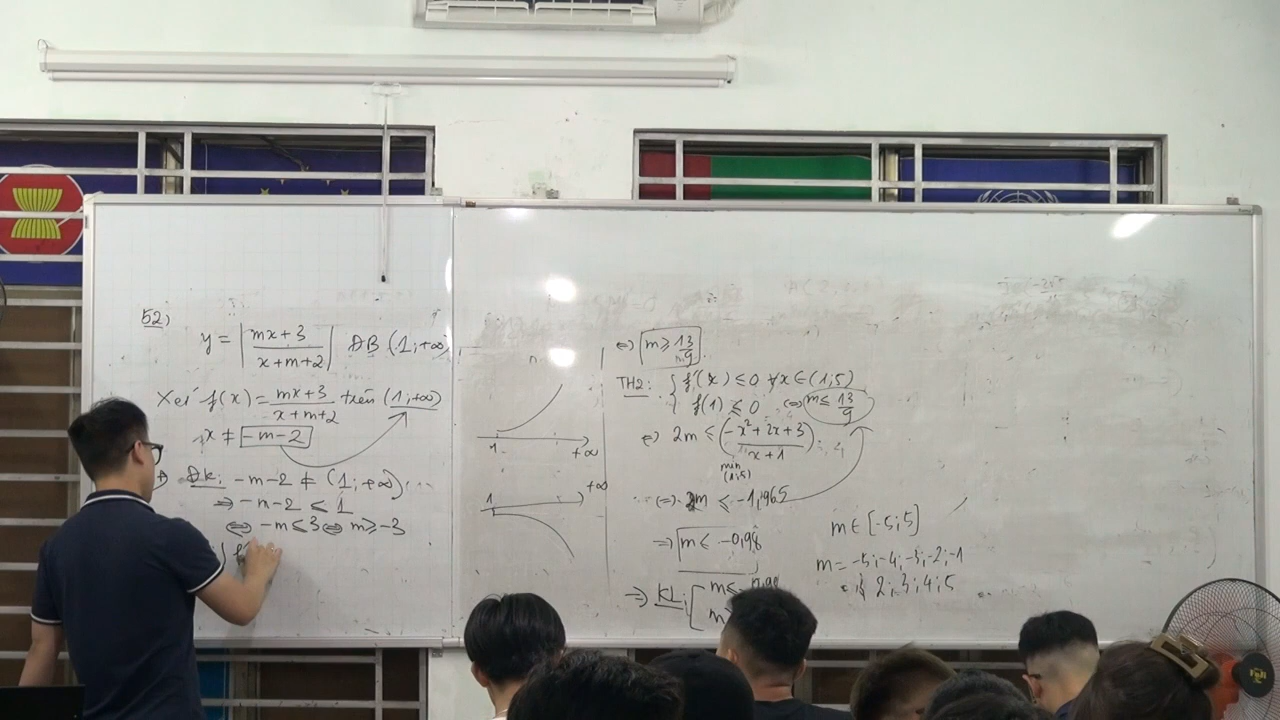 52,
y = |mx+3 / x+m+2| ĐB (1;+∞)
Xét f(x) = mx+3 / x+m+2 trên (1;+∞)
x ≠ -m-2
+ Đk: -m-2 ∉ (1;+∞)
⇒ -m-2 ≤ 1
⇔ -m ≤ 3 ⇔ m ≥ -3
{ f'
1
+∞
1
+∞
⇔ m ≥ 13/9
TH2: { f'(x) ≤ 0 ∀x ∈ (1;5)
f(1) ≤ 0 ⇔ m ≤ 13/9
⇔ 2m ≤ (-x²+2x+3 / x+1)
min
(1;5)
⇔ 2m ≤ -1,965
⇒ m ≤ -0,98
⇒ KL: [ m ≤
m
m ∈ [-5;5]
m = -5;-4;-3;-2;-1
2;3;4;5